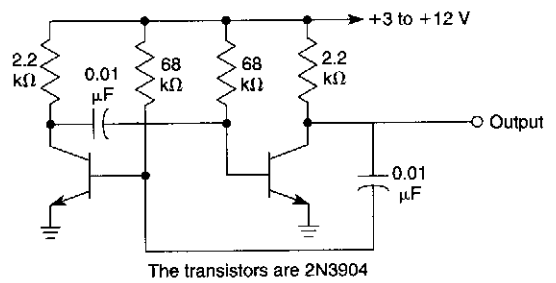 +3 to +12 V
2.2
kΩ
0.01
μF
68
kΩ
68
kΩ
2.2
kΩ
Output
0.01
μF
The transistors are 2N3904